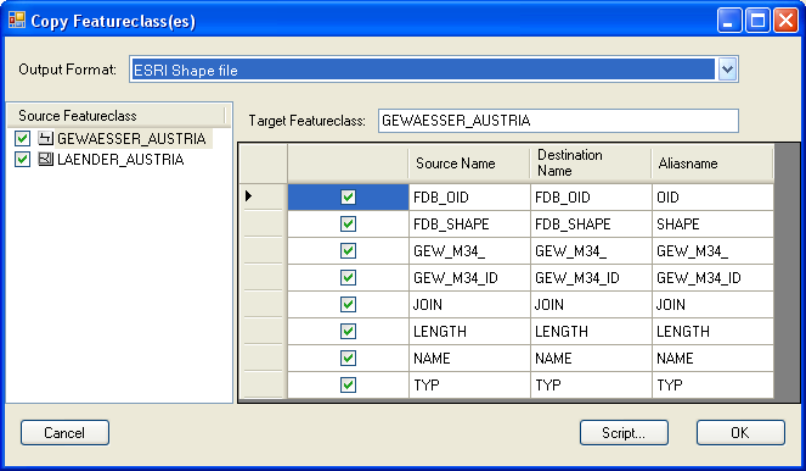 Copy Featureclass(es)
Output Format: ESRI Shape file
Source Featureclass
GEWAESSER_AUSTRIA
LAENDER_AUSTRIA
Target Featureclass: GEWAESSER_AUSTRIA
Source Name Destination Name Aliasname
FDB_OID FDB_OID OID
FDB_SHAPE FDB_SHAPE SHAPE
GEW_M34_ GEW_M34_ GEW_M34_
GEW_M34_ID GEW_M34_ID GEW_M34_ID
JOIN JOIN JOIN
LENGTH LENGTH LENGTH
NAME NAME NAME
TYP TYP TYP
Cancel Script... OK